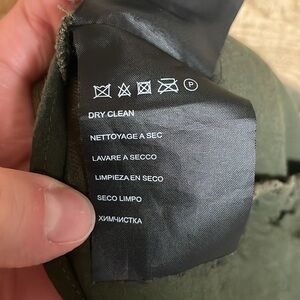 P
DRY CLEAN
NETTOYAGE A SEC
LAVARE A SECCO
LIMPIEZA EN SECO
SECO LIMPO
ХИМЧИСТКА